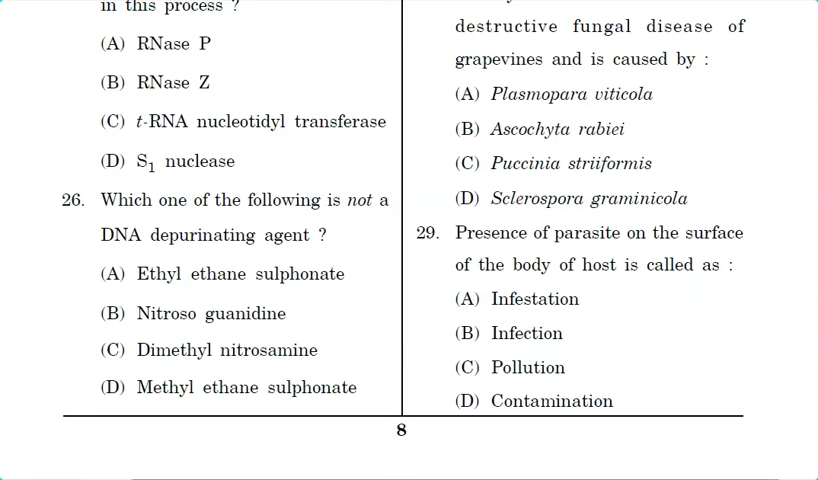 in this process ?
(A) RNase P
(B) RNase Z
(C) t-RNA nucleotidyl transferase
(D) S1 nuclease
26. Which one of the following is not a
DNA depurinating agent ?
(A) Ethyl ethane sulphonate
(B) Nitroso guanidine
(C) Dimethyl nitrosamine
(D) Methyl ethane sulphonate
destructive fungal disease of
grapevines and is caused by :
(A) Plasmopara viticola
(B) Ascochyta rabiei
(C) Puccinia striiformis
(D) Sclerospora graminicola
29. Presence of parasite on the surface
of the body of host is called as :
(A) Infestation
(B) Infection
(C) Pollution
(D) Contamination
8